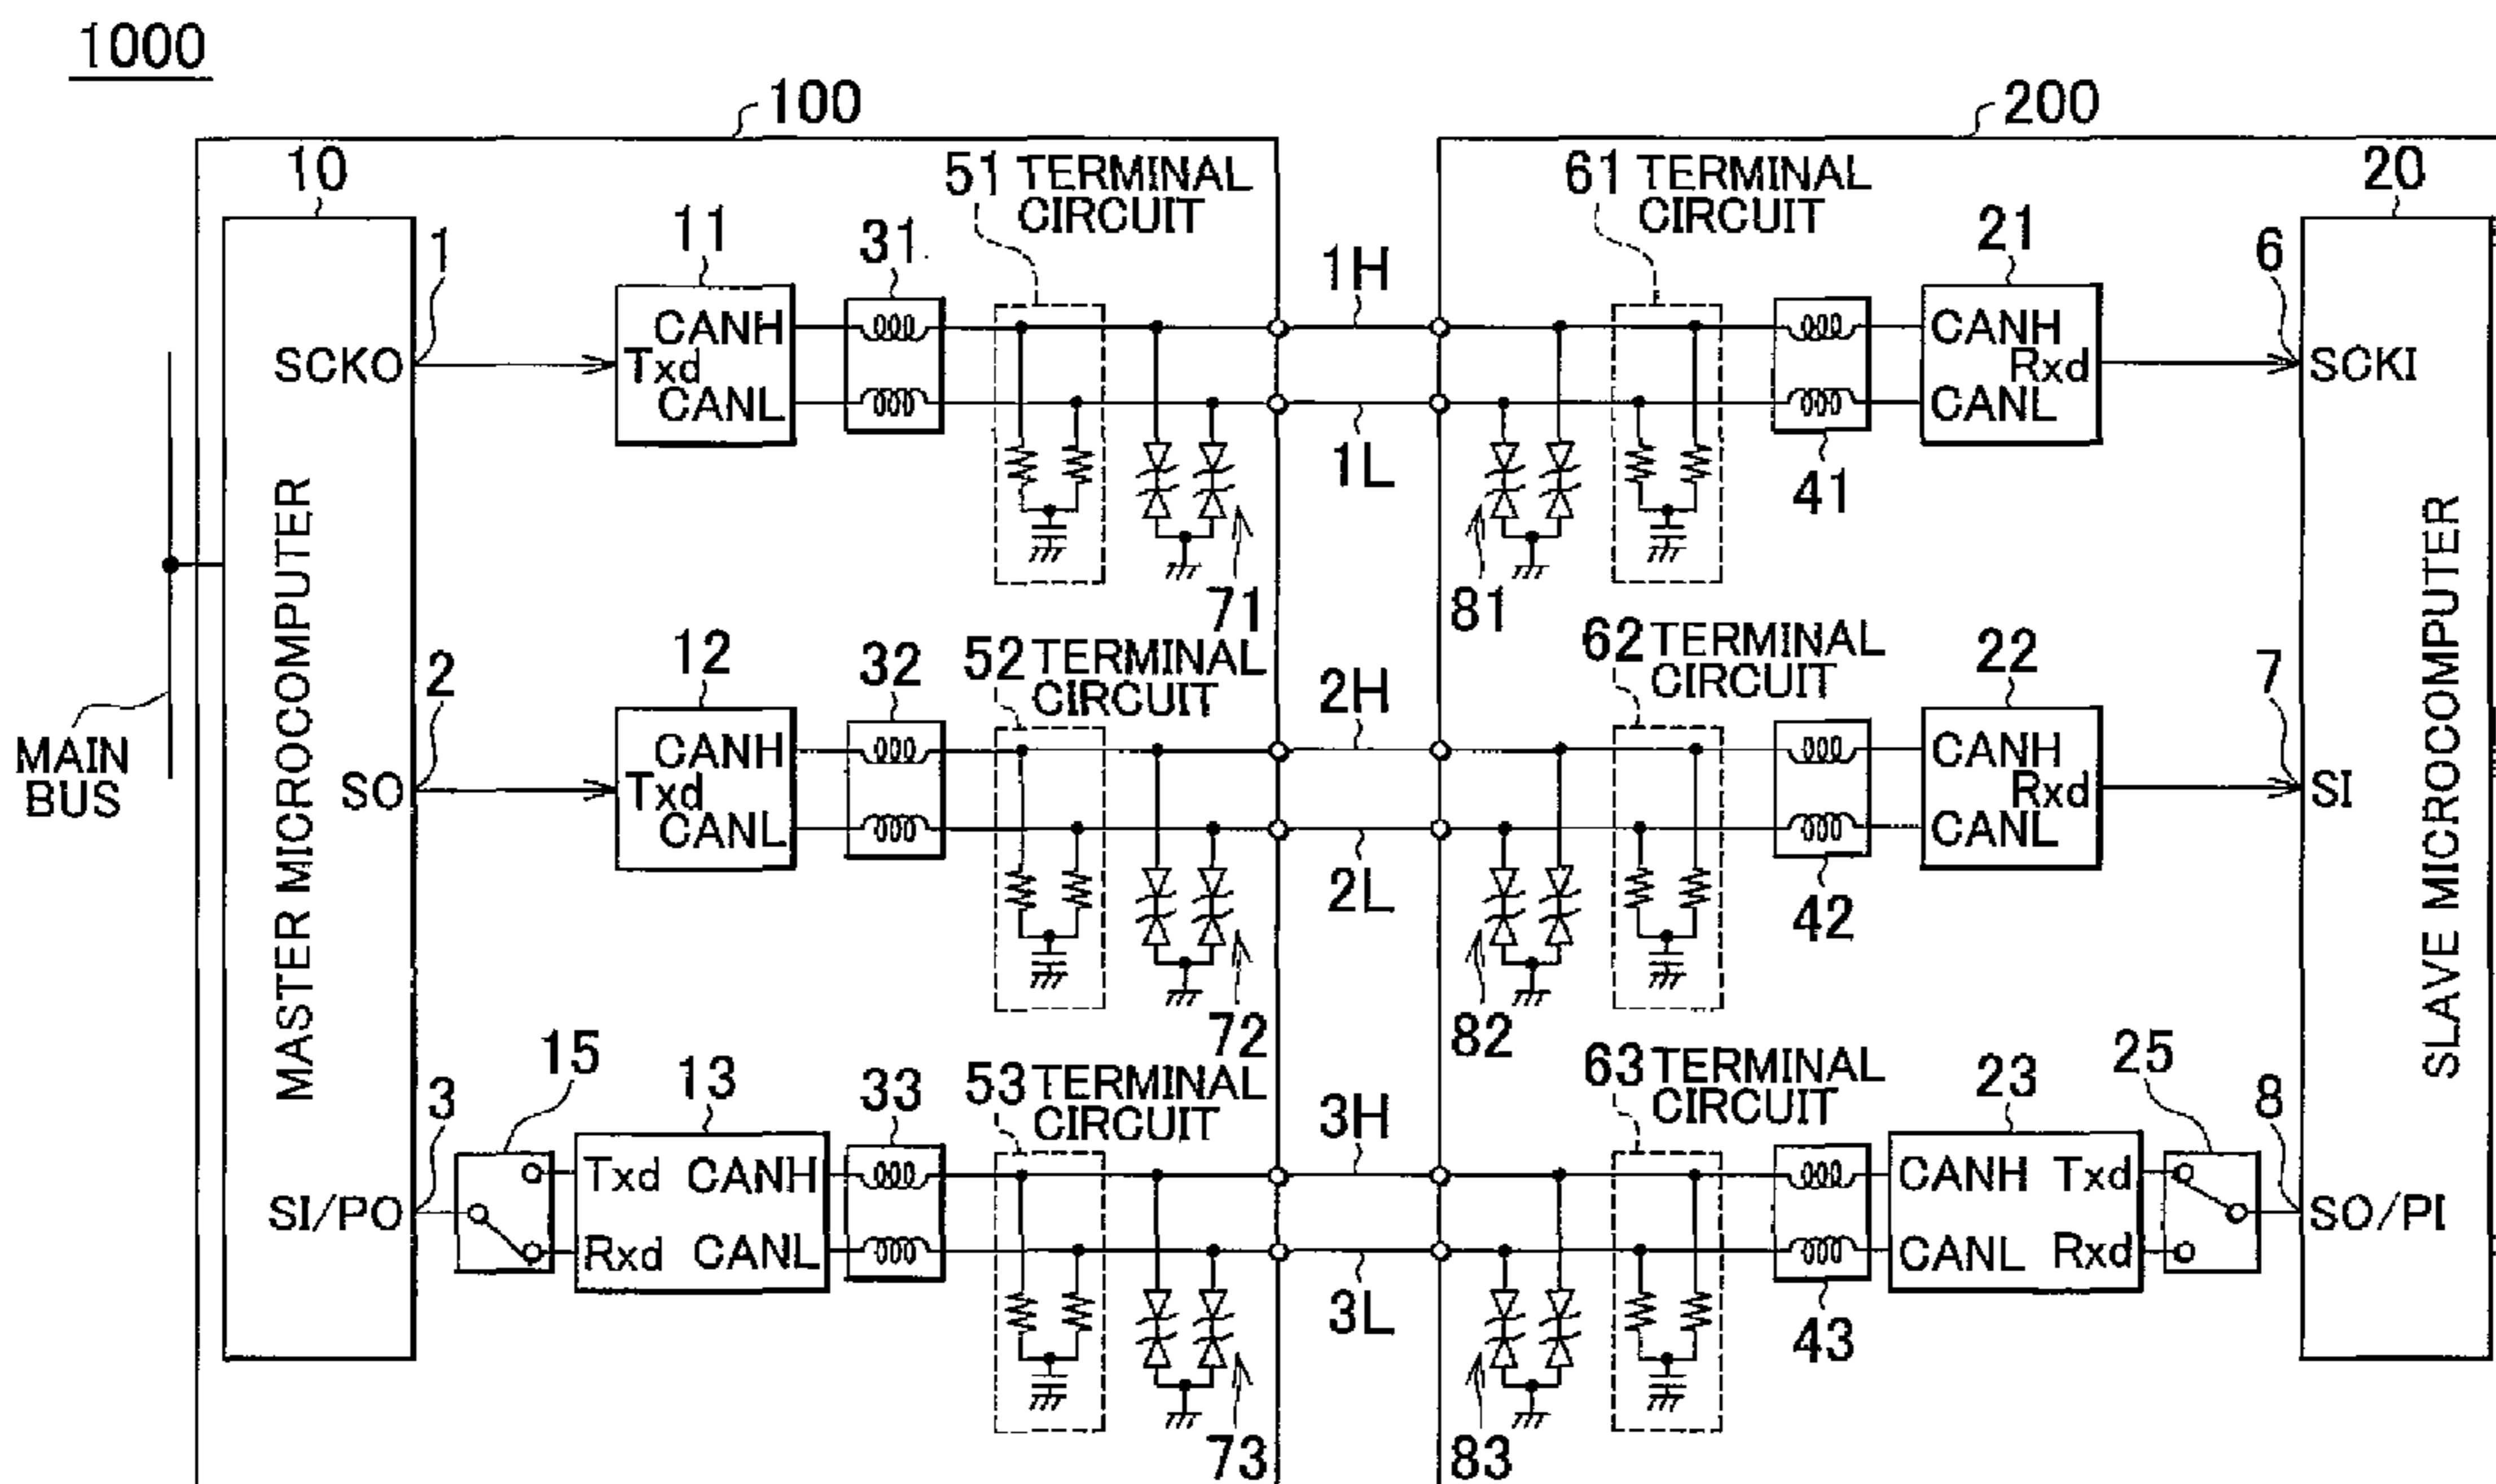 1000
100
200
10
51 TERMINAL CIRCUIT
61 TERMINAL CIRCUIT
20
1
11
31
1H
21
6
CANH
SCKO
Txd
CANL
CANH
Rxd
CANL
SCKI
1L
41
71
81
MASTER MICROCOMPUTER
SLAVE MICROCOMPUTER
2
12
32
52 TERMINAL CIRCUIT
2H
62 TERMINAL CIRCUIT
22
7
MAIN BUS
SO
CANH
Txd
CANL
CANH
Rxd
CANL
SI
2L
42
72
82
3
15
13
33
53 TERMINAL CIRCUIT
3H
63 TERMINAL CIRCUIT
23
25
8
SI/PO
Txd CANH
Rxd CANL
CANH Txd
CANL Rxd
SO/PI
3L
43
73
83